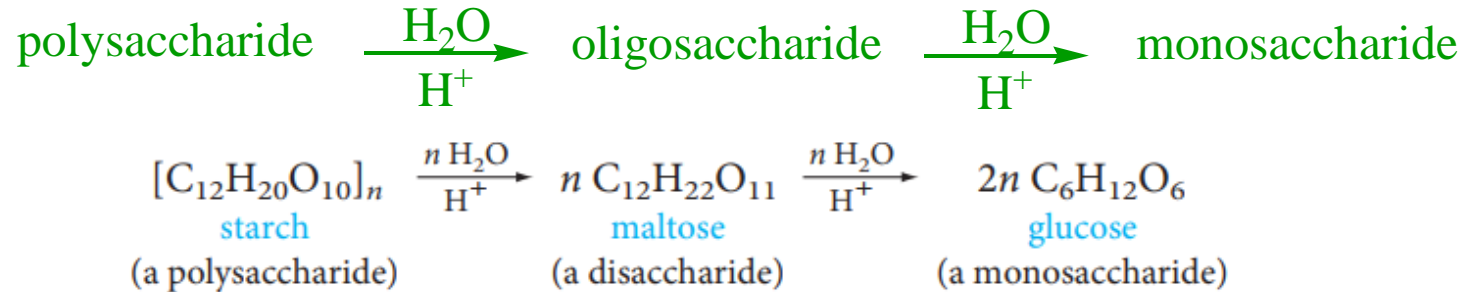 polysaccharide H₂O H⁺ oligosaccharide H₂O H⁺ monosaccharide
[C₁₂H₂₀O₁₀]ₙ n H₂O H⁺ n C₁₂H₂₂O₁₁ n H₂O H⁺ 2n C₆H₁₂O₆
starch maltose glucose
(a polysaccharide) (a disaccharide) (a monosaccharide)